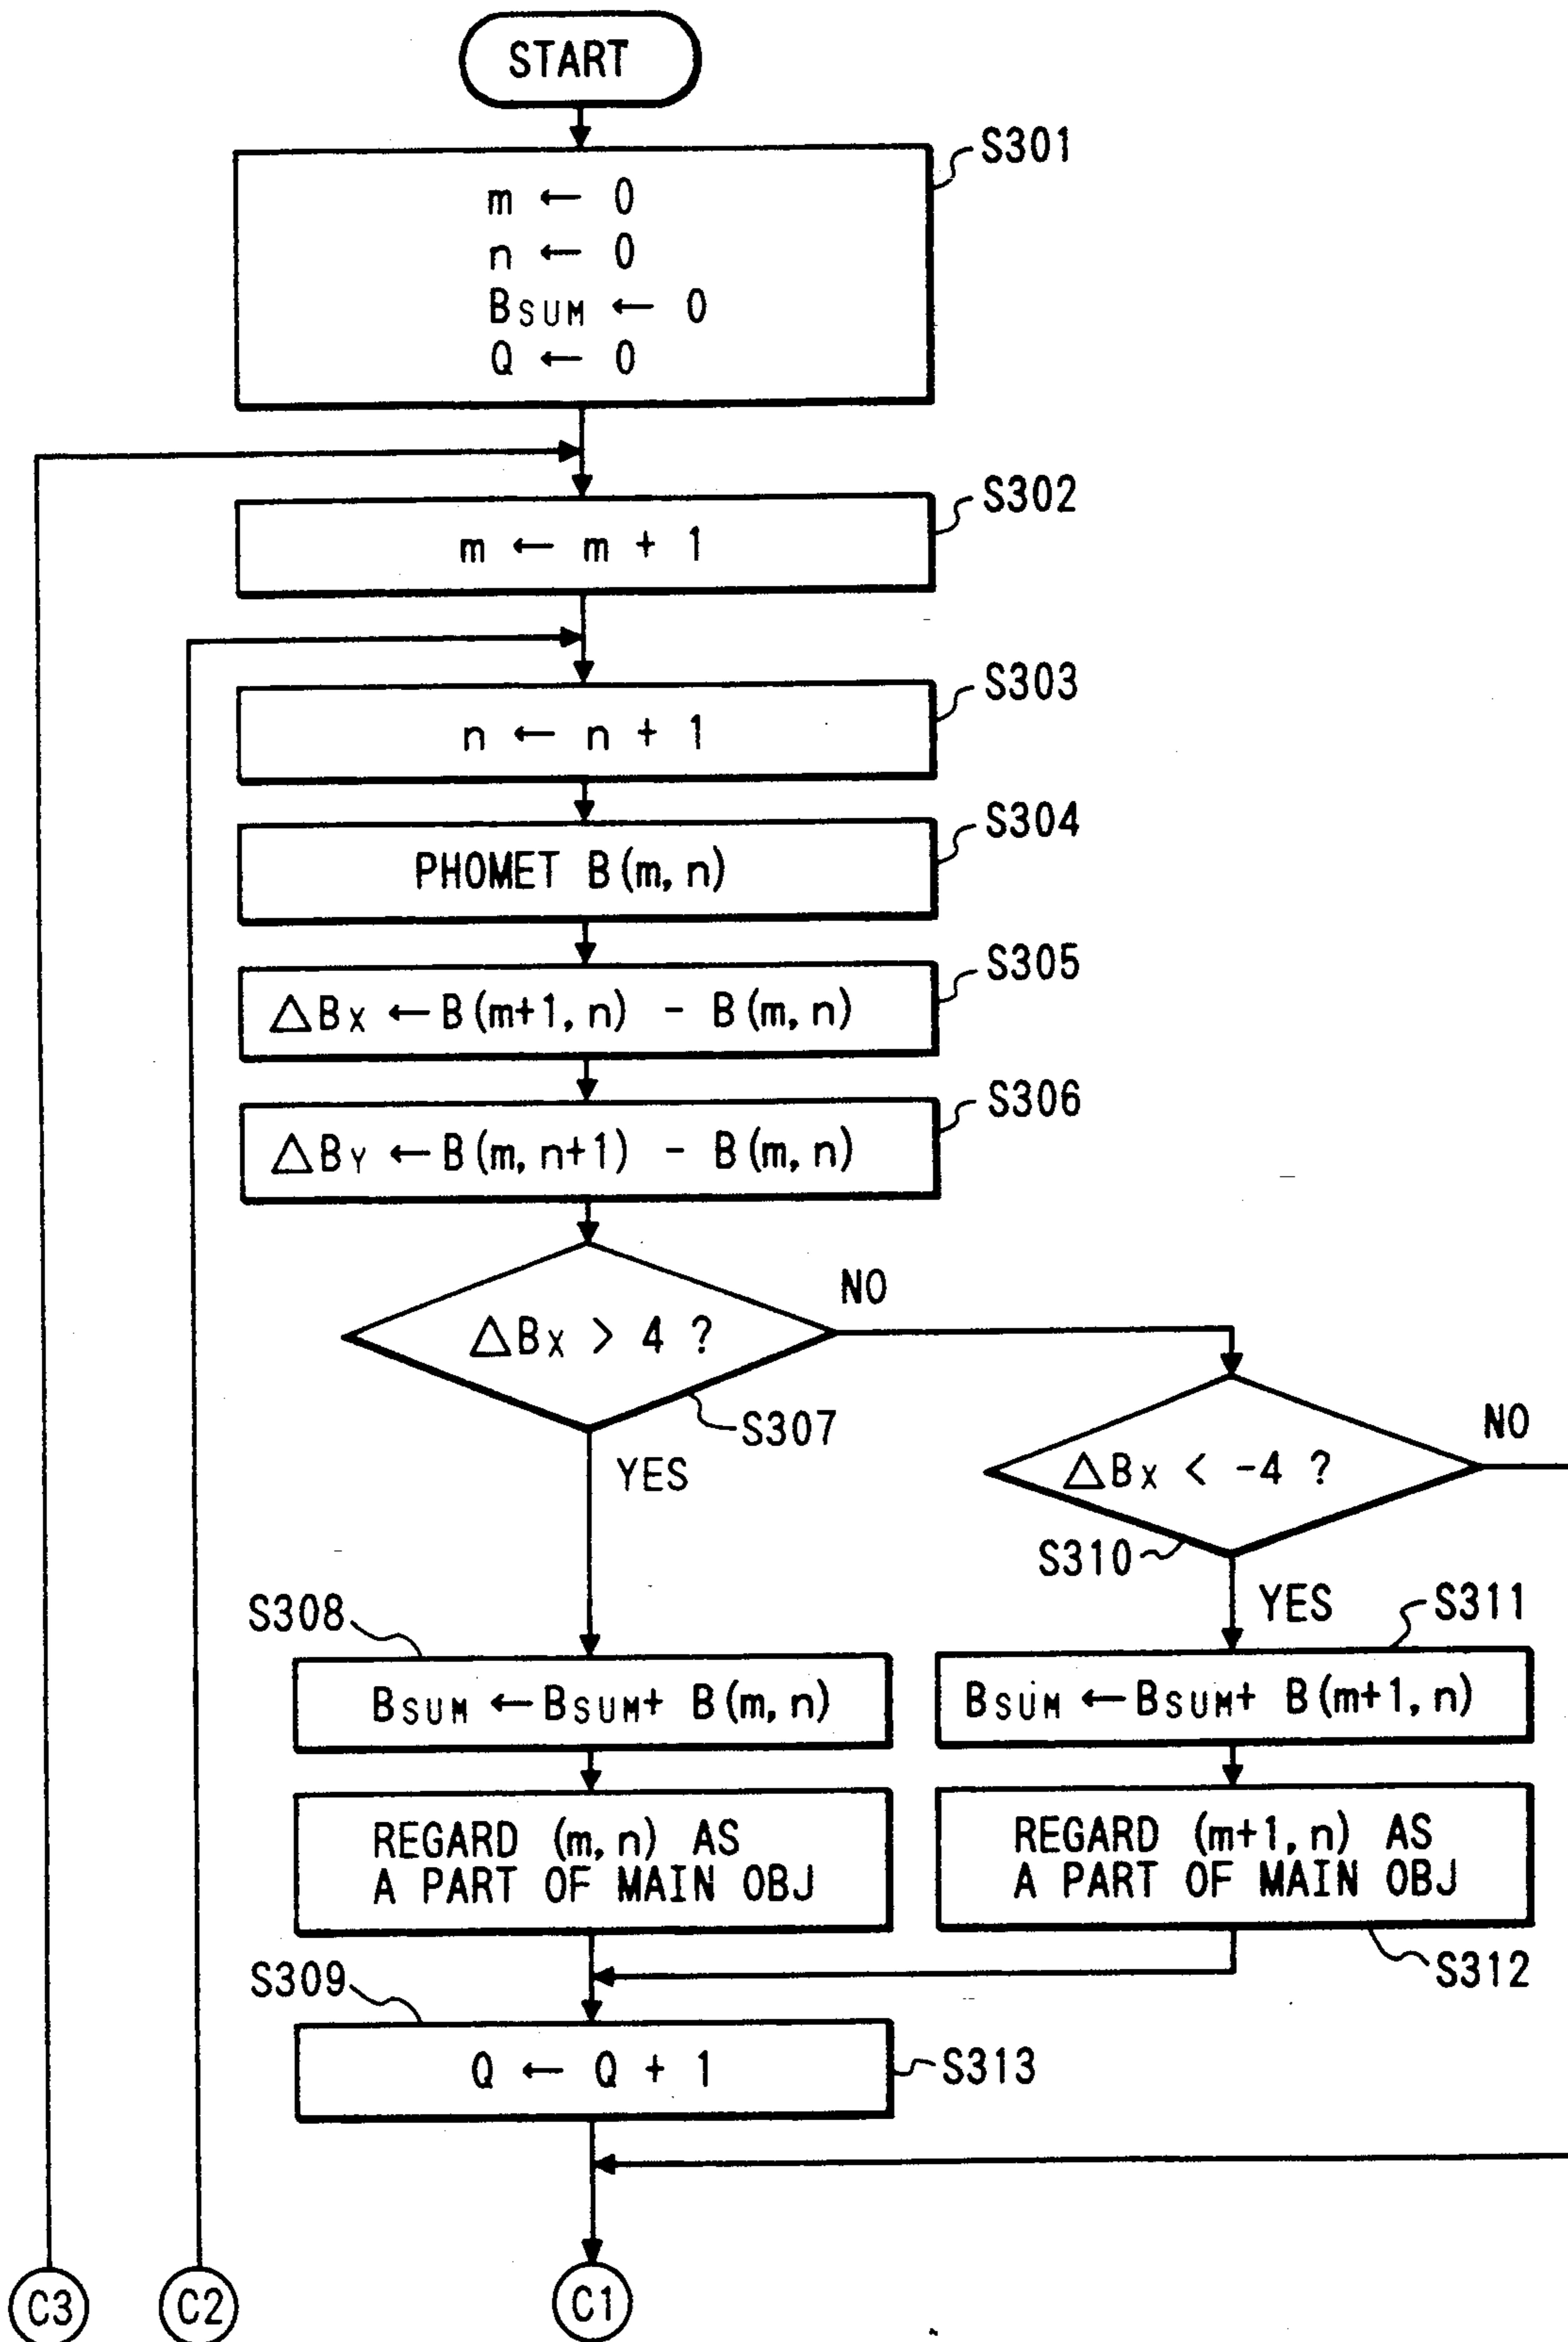 START
S301
m ← 0
n ← 0
BSUM ← 0
Q ← 0
S302
m ← m + 1
S303
n ← n + 1
S304
PHOMET B(m, n)
S305
△BX ← B(m+1, n) - B(m, n)
S306
△BY ← B(m, n+1) - B(m, n)
NO
△BX > 4 ?
S307
YES
NO
△BX < -4 ?
S310
YES
S308
S311
BSUM ← BSUM+ B(m, n)
BSUM ← BSUM+ B(m+1, n)
REGARD (m, n) AS
A PART OF MAIN OBJ
REGARD (m+1, n) AS
A PART OF MAIN OBJ
S309
S312
Q ← Q + 1
S313
C3
C2
C1